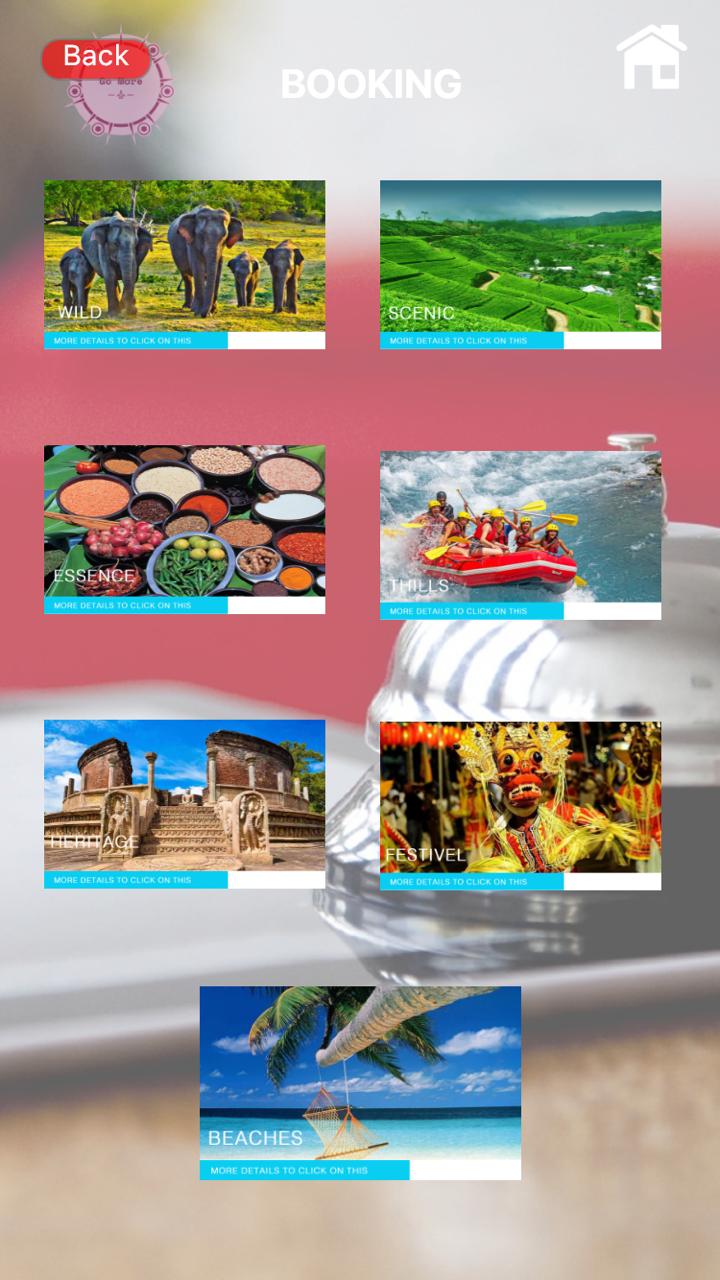 Back
Go More
BOOKING
WILD
MORE DETAILS TO CLICK ON THIS
SCENIC
MORE DETAILS TO CLICK ON THIS
ESSENCE
MORE DETAILS TO CLICK ON THIS
THILLS
MORE DETAILS TO CLICK ON THIS
HERITAGE
MORE DETAILS TO CLICK ON THIS
FESTIVEL
MORE DETAILS TO CLICK ON THIS
BEACHES
MORE DETAILS TO CLICK ON THIS